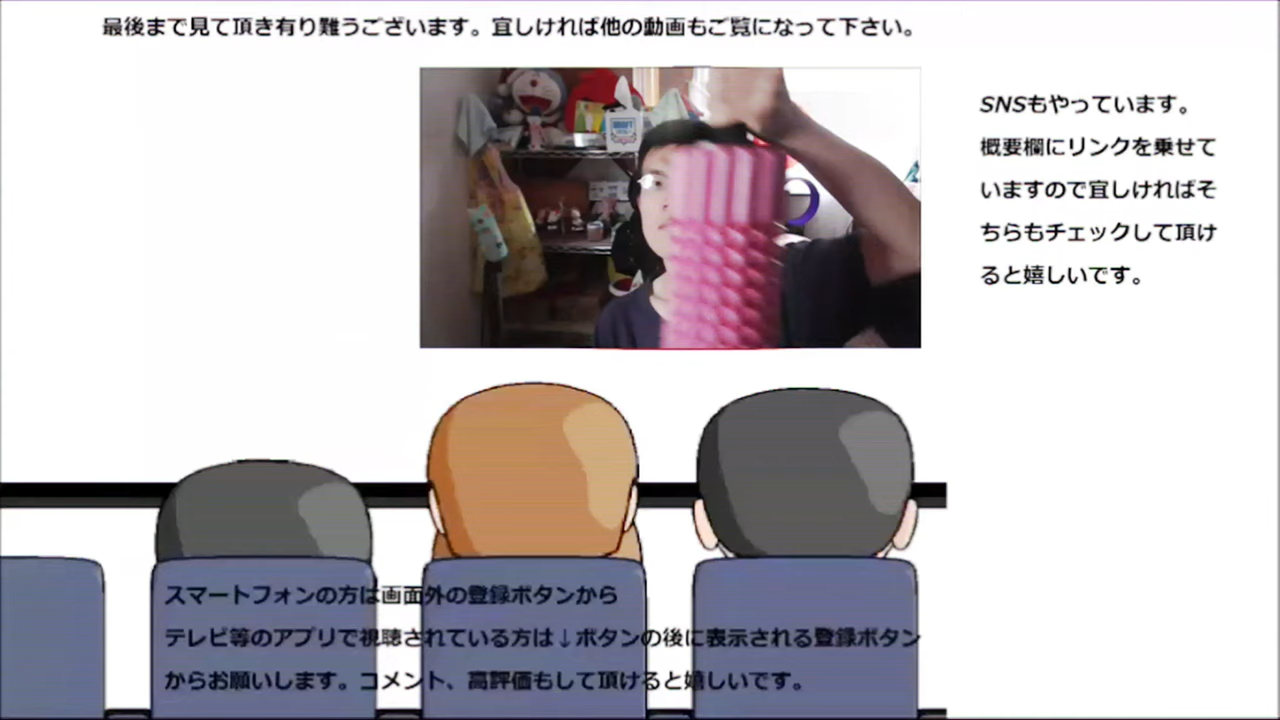 最後まで見て頂き有り難うございます。宜しければ他の動画もご覧になって下さい。
SNSもやっています。
概要欄にリンクを乗せて
いますので宜しければそ
ちらもチェックして頂け
ると嬉しいです。
スマートフォンの方は画面外の登録ボタンから
テレビ等のアプリで視聴されている方は↓ボタンの後に表示される登録ボタン
からお願いします。コメント、高評価もして頂けると嬉しいです。